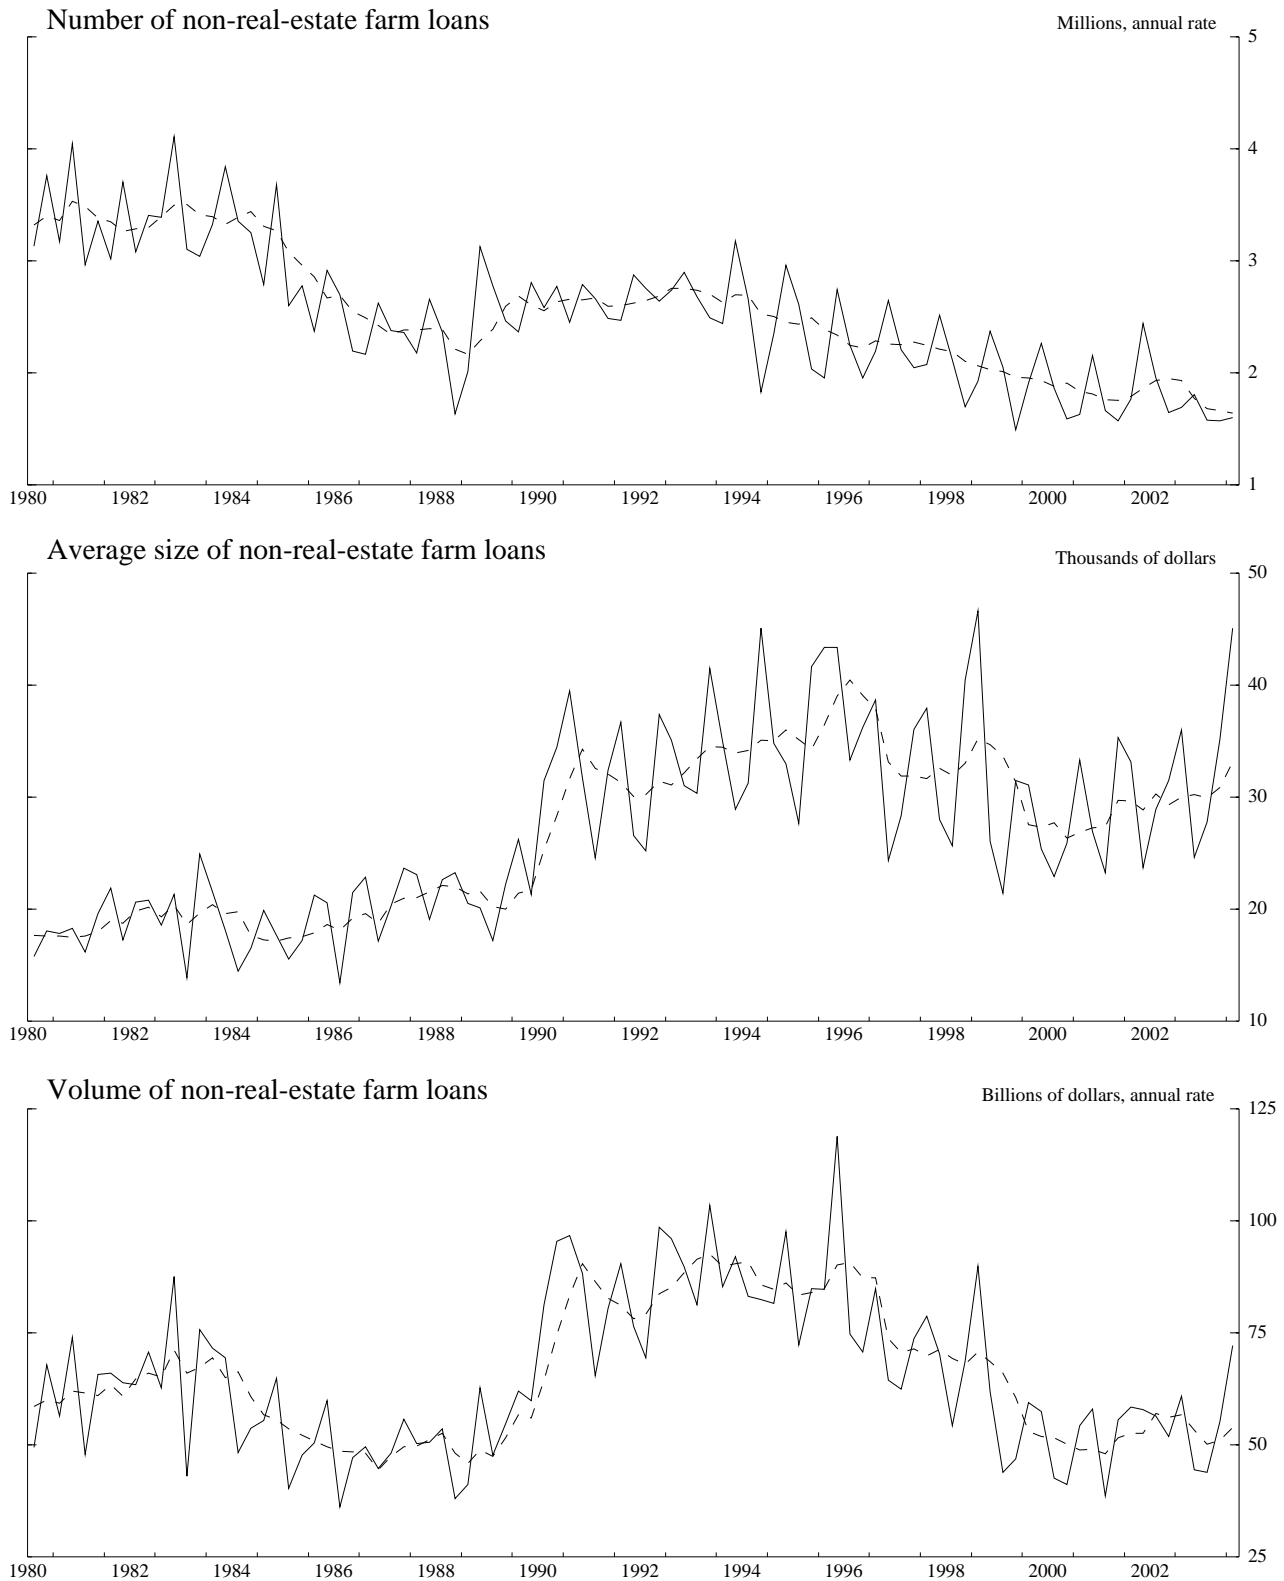 Number of non-real-estate farm loans
Millions, annual rate
5
4
3
2
1
1980 1982 1984 1986 1988 1990 1992 1994 1996 1998 2000 2002
Average size of non-real-estate farm loans
Thousands of dollars
50
40
30
20
10
1980 1982 1984 1986 1988 1990 1992 1994 1996 1998 2000 2002
Volume of non-real-estate farm loans
Billions of dollars, annual rate
125
100
75
50
25
1980 1982 1984 1986 1988 1990 1992 1994 1996 1998 2000 2002